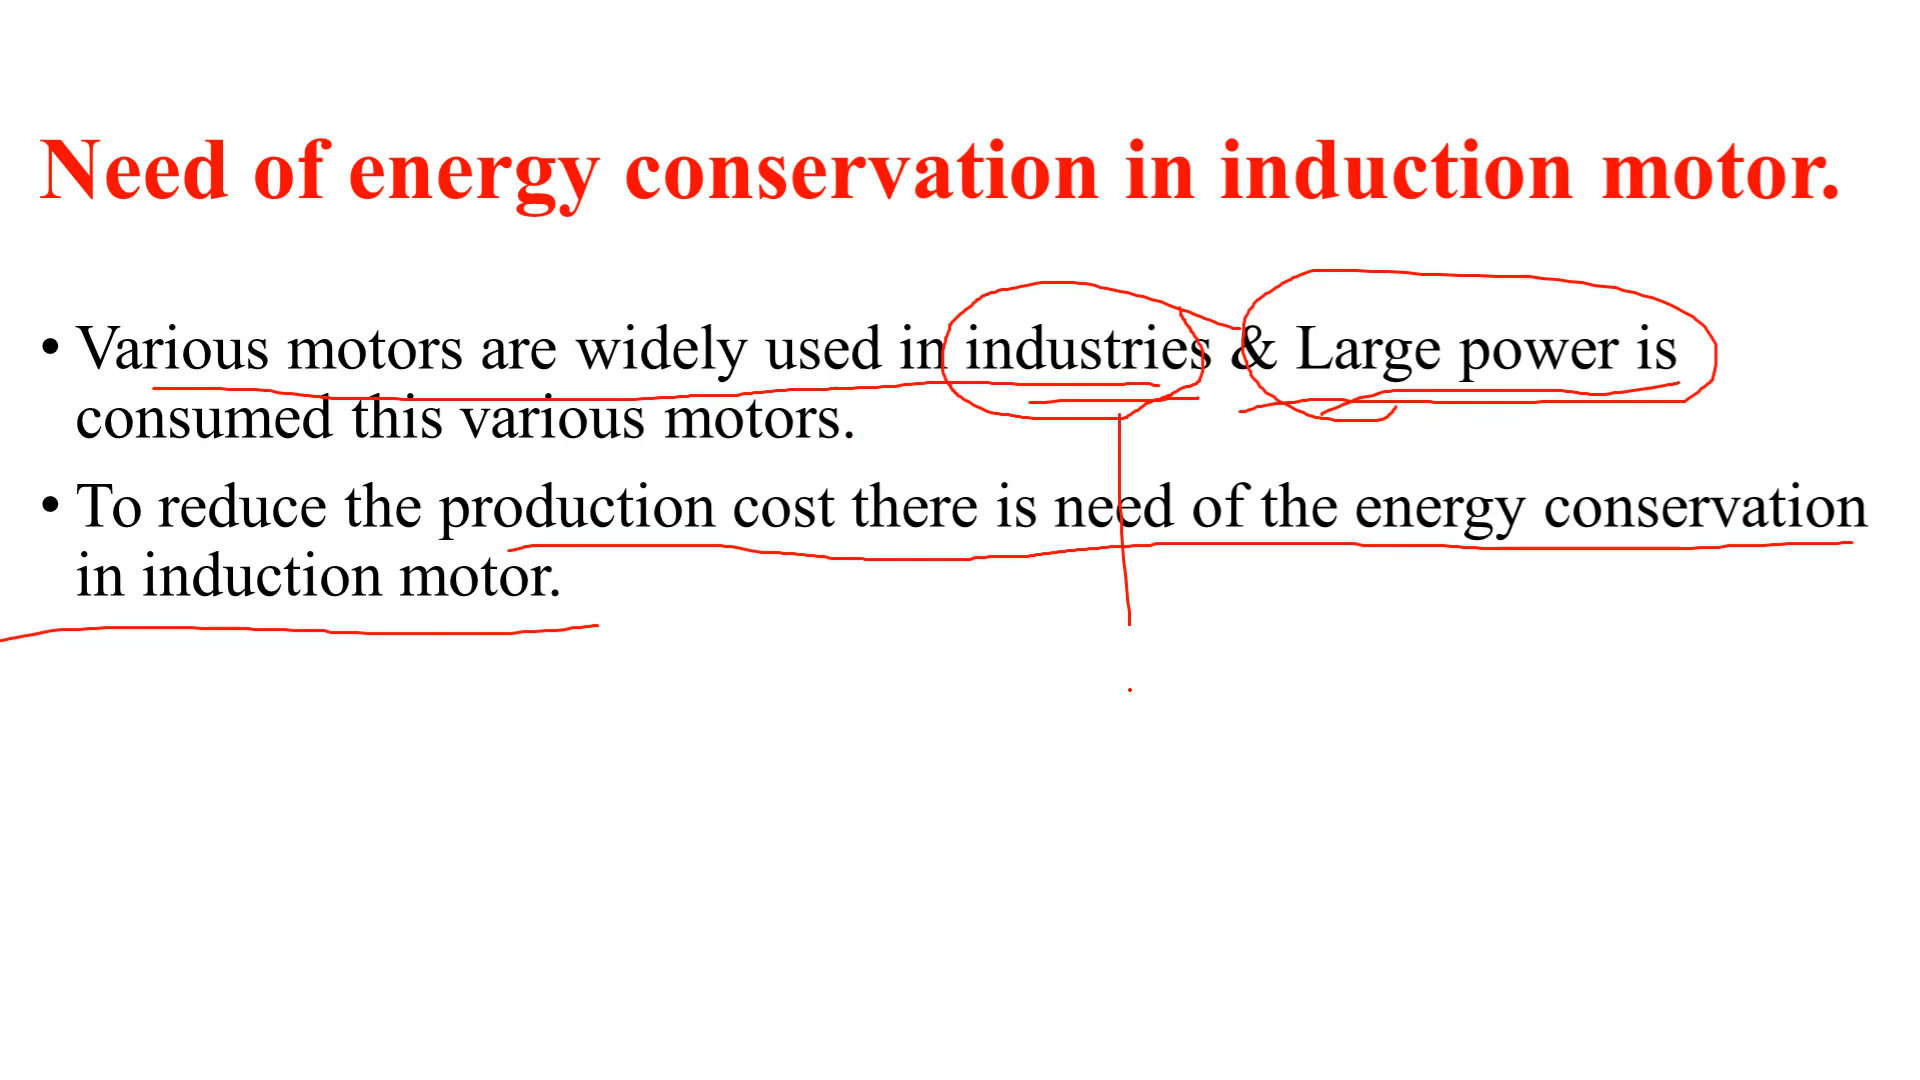 Need of energy conservation in induction motor.
• Various motors are widely used in industries & Large power is
consumed this various motors.
• To reduce the production cost there is need of the energy conservation
in induction motor.